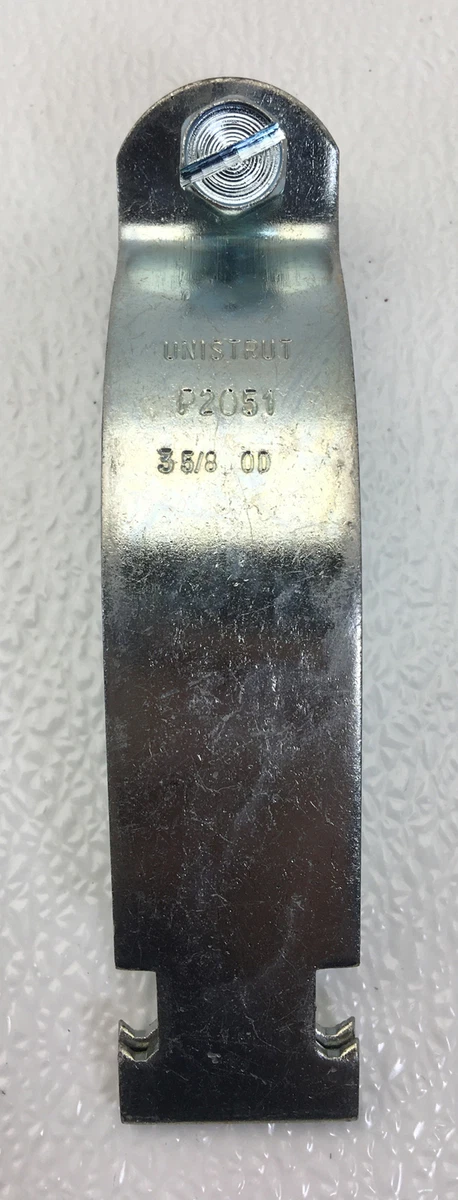 UNISTRUT
P2051
3 5/8 OD